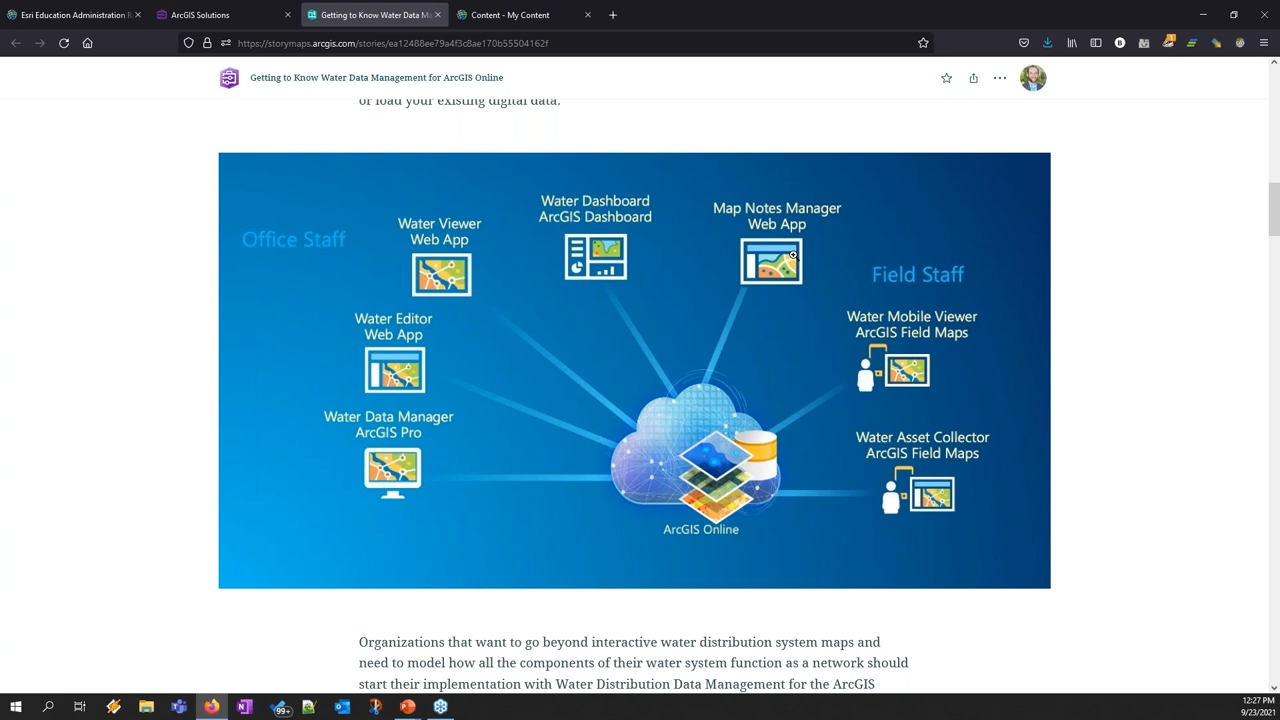 Esri Education Administration R
ArcGIS Solutions
Getting to Know Water Data Ma
Content - My Content
https://storymaps.arcgis.com/stories/ea12488ee79a4f3c8ae170b55504162f
Getting to Know Water Data Management for ArcGIS Online
or load your existing digital data.
Office Staff
Water Viewer
Web App
Water Dashboard
ArcGIS Dashboard
Map Notes Manager
Web App
Field Staff
Water Editor
Web App
Water Mobile Viewer
ArcGIS Field Maps
Water Data Manager
ArcGIS Pro
Water Asset Collector
ArcGIS Field Maps
ArcGIS Online
Organizations that want to go beyond interactive water distribution system maps and
need to model how all the components of their water system function as a network should
start their implementation with Water Distribution Data Management for the ArcGIS
99+
12:27 PM
9/23/2021